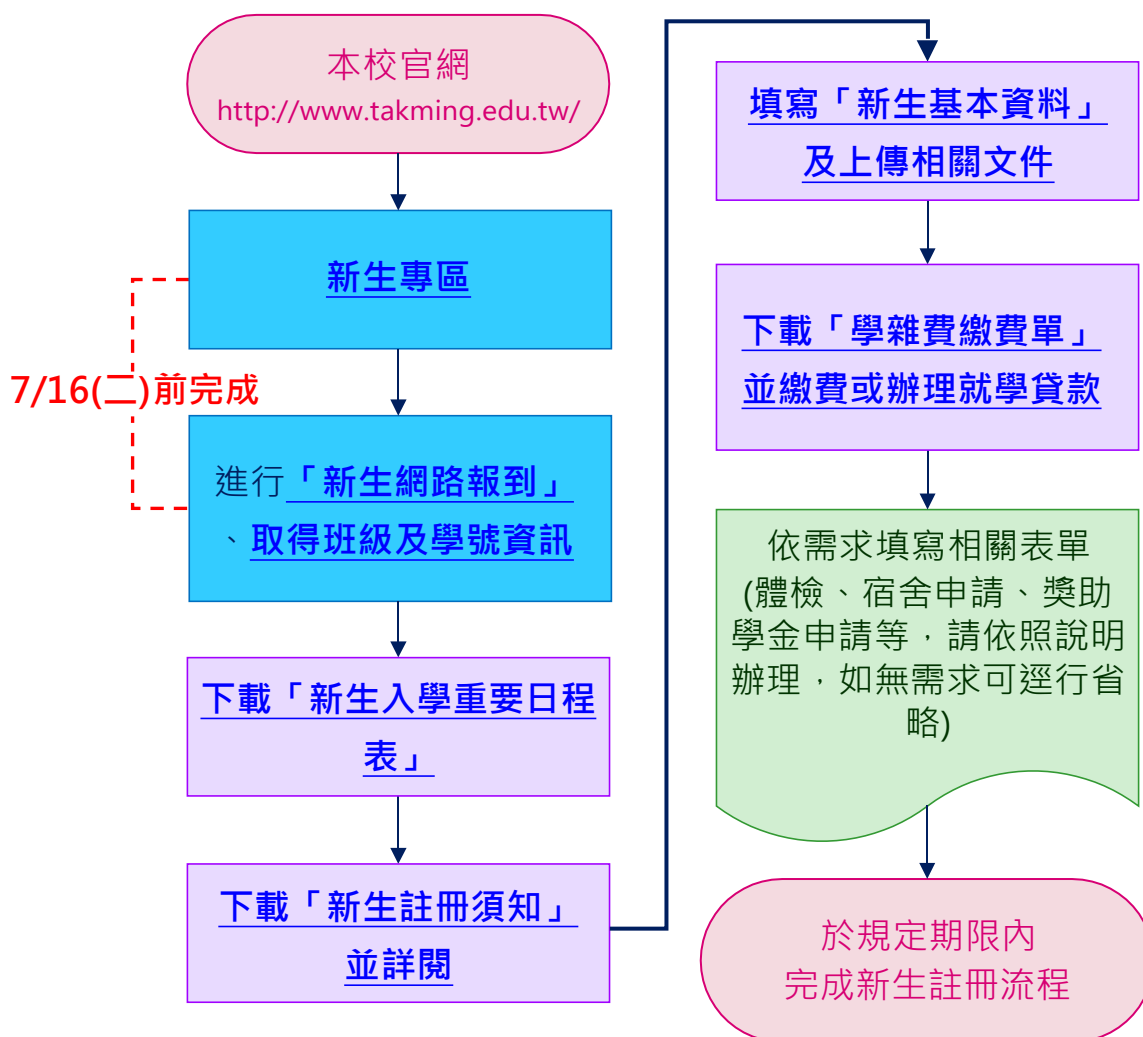 本校官網
http://www.takming.edu.tw/
新生專區
7/16(二)前完成
進行「新生網路報到」
、取得班級及學號資訊
下載「新生入學重要日程
表」
下載「新生註冊須知」
並詳閱
填寫「新生基本資料」
及上傳相關文件
下載「學雜費繳費單」
並繳費或辦理就學貸款
依需求填寫相關表單
(體檢、宿舍申請、獎助
學金申請等，請依照說明
辦理，如無需求可逕行省
略)
於規定期限內
完成新生註冊流程